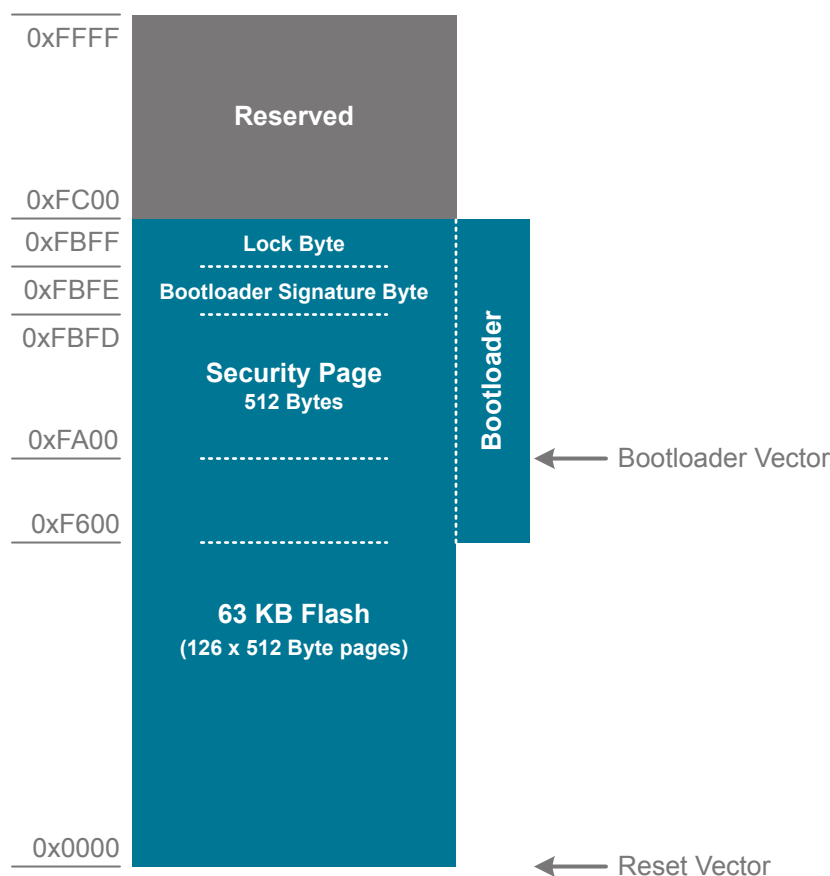 0xFFFF
Reserved
0xFC00
0xFBFF
Lock Byte
0xFBFE
Bootloader Signature Byte
0xFBFD
Security Page
512 Bytes
Bootloader
0xFA00
Bootloader Vector
0xF600
63 KB Flash
(126 x 512 Byte pages)
0x0000
Reset Vector